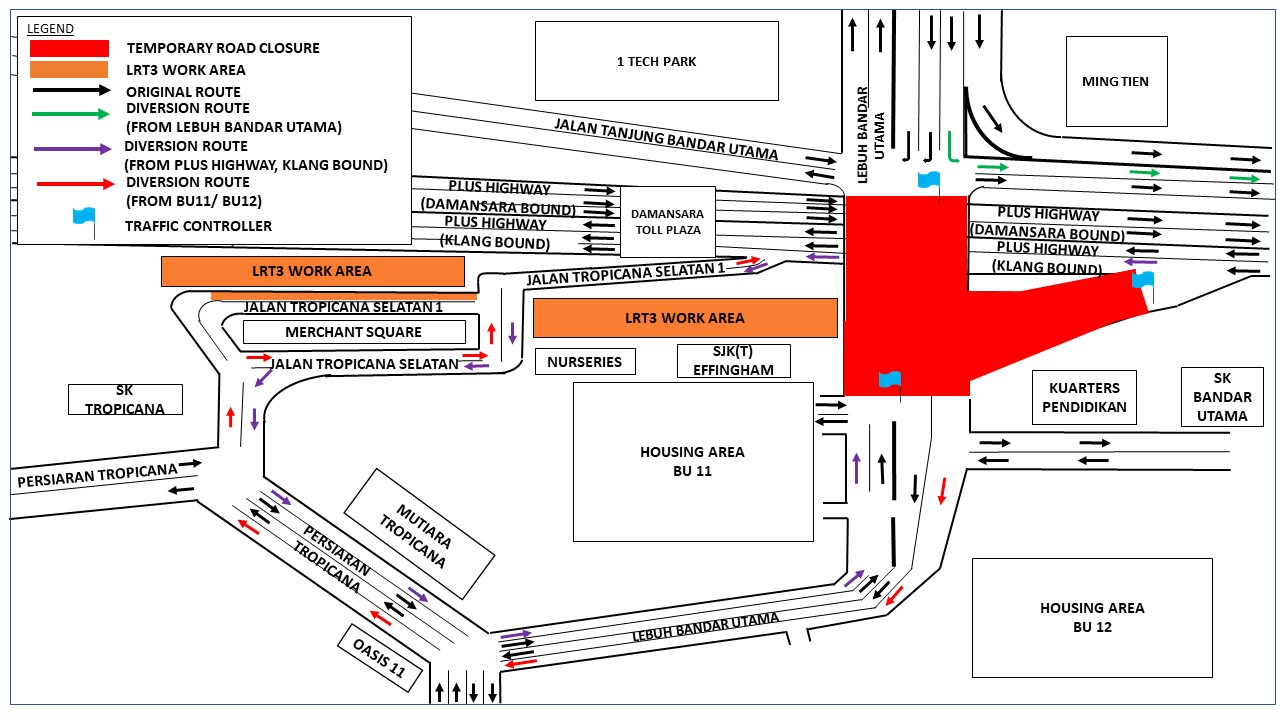 LEGEND
TEMPORARY ROAD CLOSURE
LRT3 WORK AREA
ORIGINAL ROUTE
DIVERSION ROUTE
(FROM LEBUH BANDAR UTAMA)
DIVERSION ROUTE
(FROM PLUS HIGHWAY, KLANG BOUND)
DIVERSION ROUTE
(FROM BU11/ BU12)
TRAFFIC CONTROLLER
1 TECH PARK
MING TIEN
LEBUH BANDAR
UTAMA
JALAN TANJUNG BANDAR UTAMA
PLUS HIGHWAY
(DAMANSARA BOUND)
PLUS HIGHWAY
(KLANG BOUND)
DAMANSARA
TOLL PLAZA
PLUS HIGHWAY
(DAMANSARA BOUND)
PLUS HIGHWAY
(KLANG BOUND)
LRT3 WORK AREA
JALAN TROPICANA SELATAN 1
JALAN TROPICANA SELATAN 1
MERCHANT SQUARE
LRT3 WORK AREA
JALAN TROPICANA SELATAN
NURSERIES
SJK(T)
EFFINGHAM
SK
TROPICANA
KUARTERS
PENDIDIKAN
SK
BANDAR
UTAMA
HOUSING AREA
BU 11
PERSIARAN TROPICANA
MUTIARA
TROPICANA
PERSIARAN
TROPICANA
OASIS 11
LEBUH BANDAR UTAMA
HOUSING AREA
BU 12